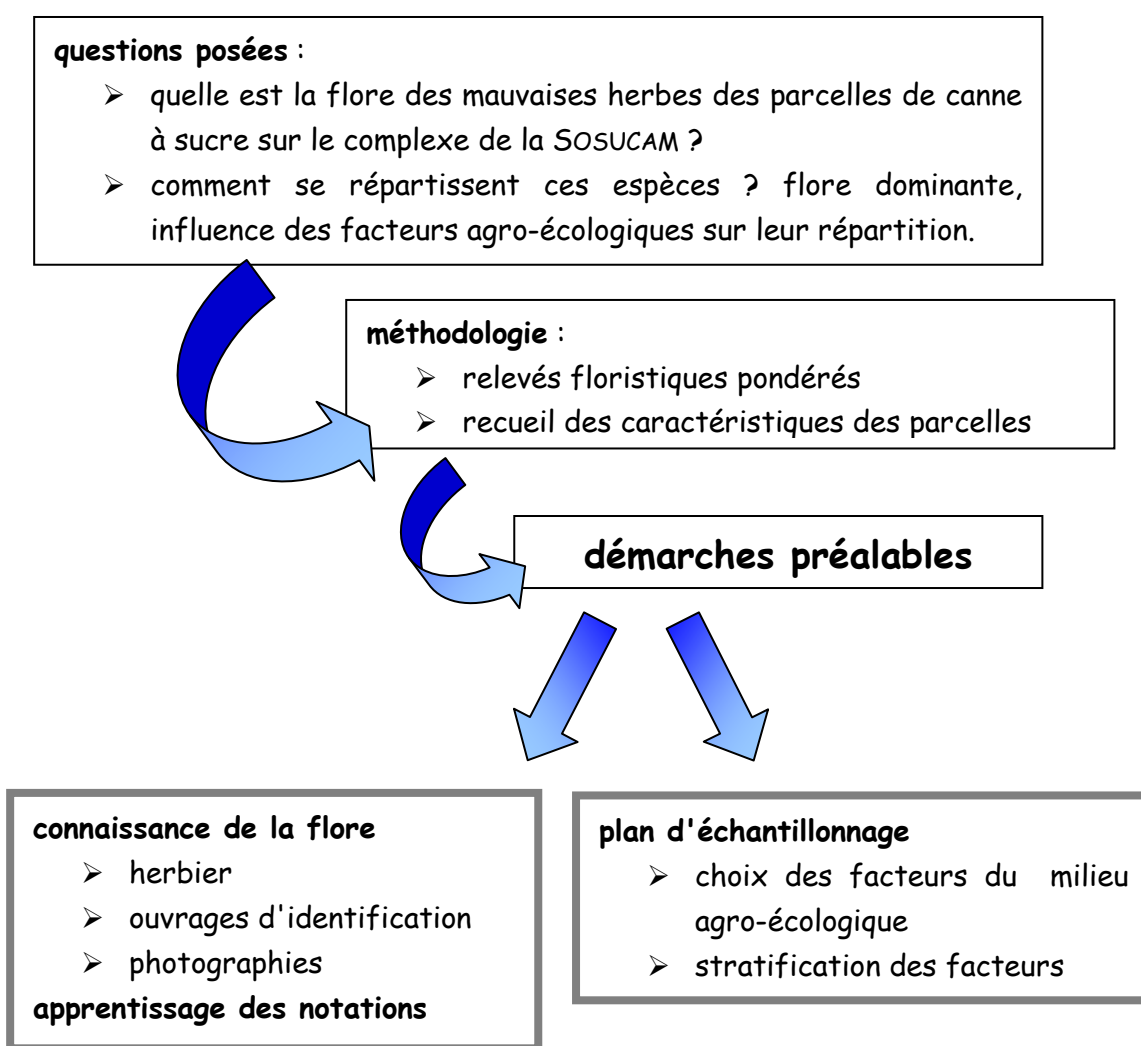 questions posées :
➢ quelle est la flore des mauvaises herbes des parcelles de canne
à sucre sur le complexe de la SOSUCAM ?
➢ comment se répartissent ces espèces ? flore dominante,
influence des facteurs agro-écologiques sur leur répartition.
méthodologie :
➢ relevés floristiques pondérés
➢ recueil des caractéristiques des parcelles
démarches préalables
connaissance de la flore
➢ herbier
➢ ouvrages d'identification
➢ photographies
apprentissage des notations
plan d'échantillonnage
➢ choix des facteurs du milieu
agro-écologique
➢ stratification des facteurs